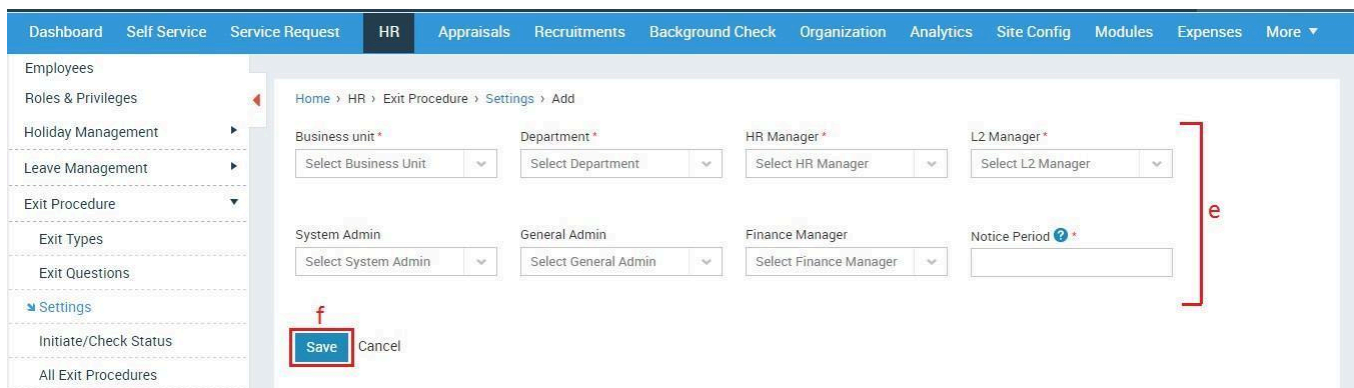 Dashboard Self Service Service Request HR Appraisals Recruitments Background Check Organization Analytics Site Config Modules Expenses More ▼
Employees
Roles & Privileges
Holiday Management
Leave Management
Exit Procedure
Exit Types
Exit Questions
Settings
Initiate/Check Status
All Exit Procedures
Home › HR › Exit Procedure › Settings › Add
Business unit * Department * HR Manager * L2 Manager *
Select Business Unit Select Department Select HR Manager Select L2 Manager
e
System Admin General Admin Finance Manager Notice Period ? *
Select System Admin Select General Admin Select Finance Manager
f
Save Cancel